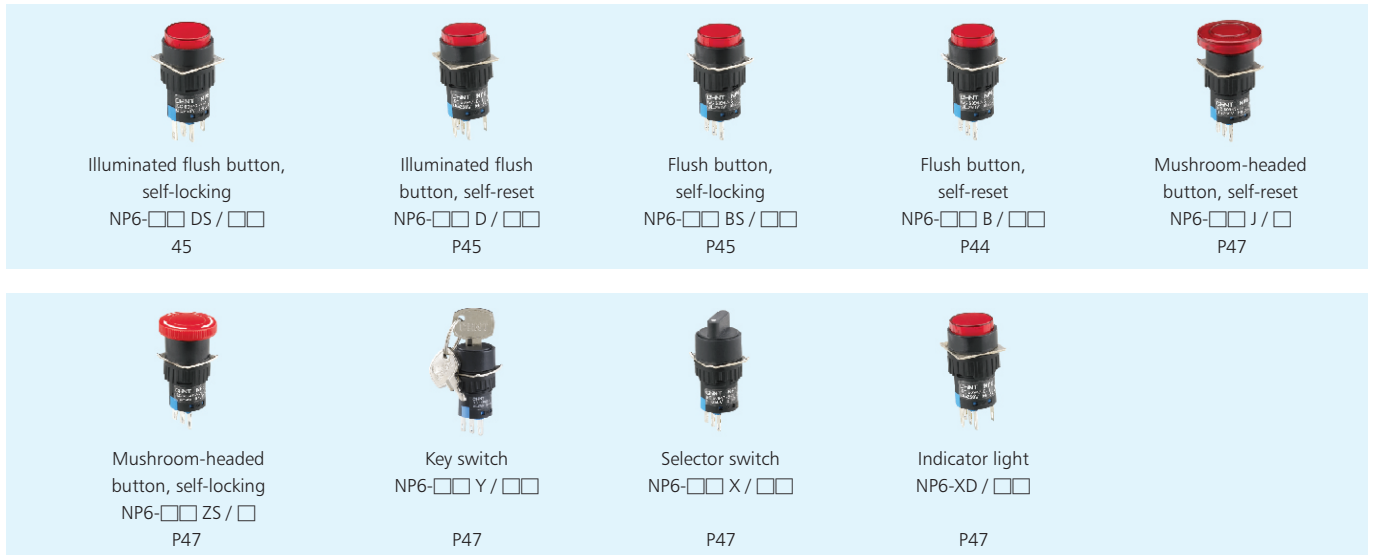 Illuminated flush button,
self-locking
NP6-□□ DS / □□
45
Illuminated flush
button, self-reset
NP6-□□ D / □□
P45
Flush button,
self-locking
NP6-□□ BS / □□
P45
Flush button,
self-reset
NP6-□□ B / □□
P44
Mushroom-headed
button, self-reset
NP6-□□ J / □
P47
Mushroom-headed
button, self-locking
NP6-□□ ZS / □
P47
Key switch
NP6-□□ Y / □□
P47
Selector switch
NP6-□□ X / □□
P47
Indicator light
NP6-XD / □□
P47